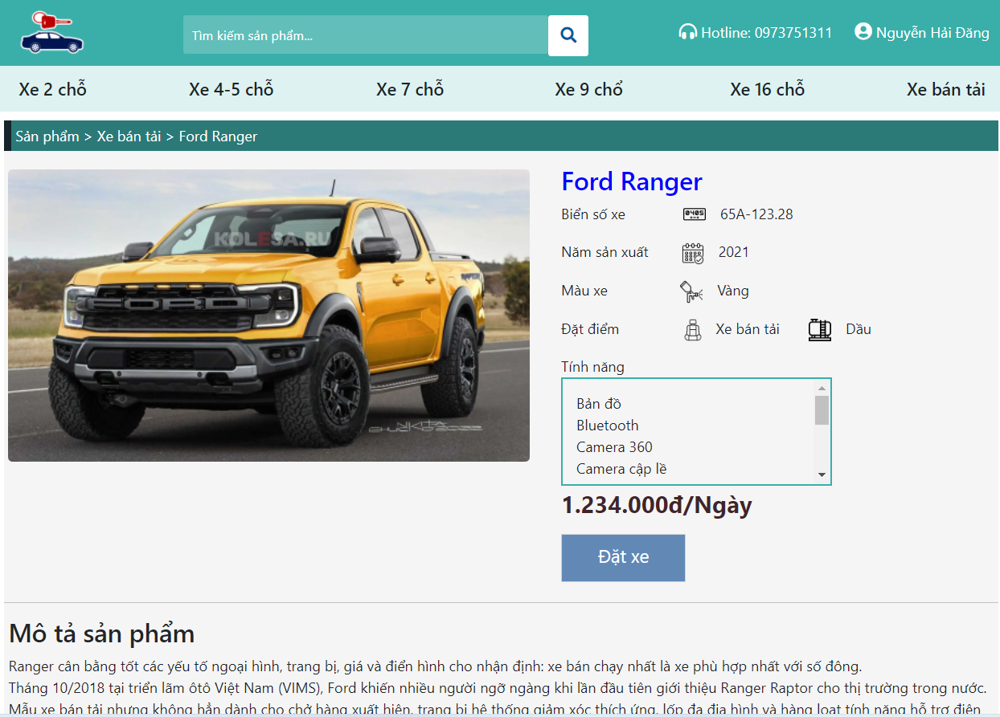 Tìm kiếm sản phẩm...
Hotline: 0973751311
Nguyễn Hải Đăng
Xe 2 chỗ
Xe 4-5 chỗ
Xe 7 chỗ
Xe 9 chổ
Xe 16 chỗ
Xe bán tải
Sản phẩm > Xe bán tải > Ford Ranger
KOLESA.RU
Ford Ranger
Biển số xe 65A-123.28
Năm sản xuất 2021
Màu xe Vàng
Đặt điểm Xe bán tải Dầu
Tính năng
Bản đồ
Bluetooth
Camera 360
Camera cập lề
1.234.000đ/Ngày
Đặt xe
Mô tả sản phẩm
Ranger cân bằng tốt các yếu tố ngoại hình, trang bị, giá và điển hình cho nhận định: xe bán chạy nhất là xe phù hợp nhất với số đông.
Tháng 10/2018 tại triển lãm ôtô Việt Nam (VIMS), Ford khiến nhiều người ngỡ ngàng khi lần đầu tiên giới thiệu Ranger Raptor cho thị trường trong nước.
Mẫu xe bán tải nhưng không hẳn dành cho chở hàng xuất hiện, trang bị hệ thống giảm xóc thích ứng, lốp đa địa hình và hàng loạt tính năng hỗ trợ điện